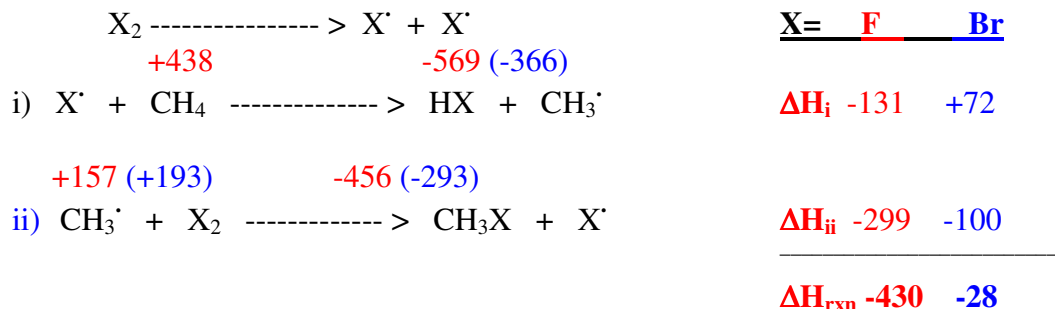 X₂ ---------------- > X˙ + X˙ X= F Br
+438 -569 (-366)
i) X˙ + CH₄ -------------- > HX + CH₃˙ ΔHᵢ -131 +72
+157 (+193) -456 (-293)
ii) CH₃˙ + X₂ ------------- > CH₃X + X˙ ΔHᵢᵢ -299 -100
ΔHᵣₓₙ -430 -28